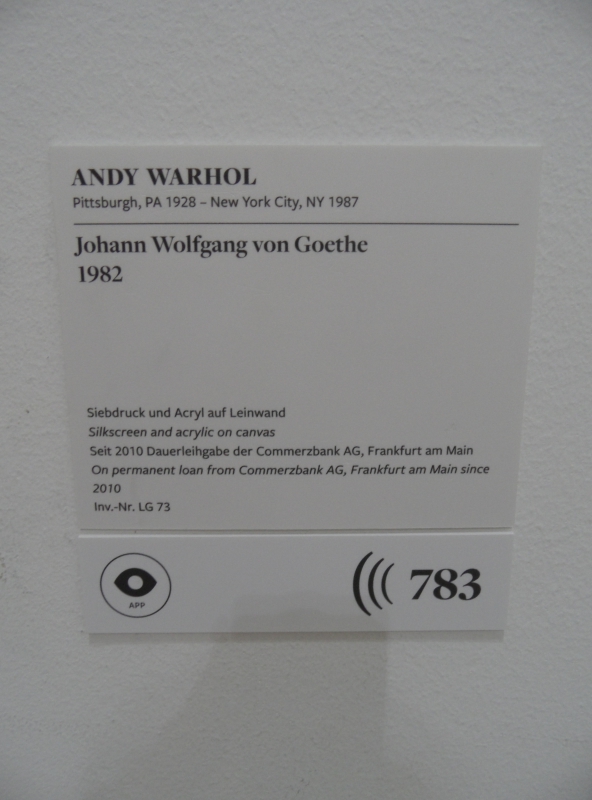 ANDY WARHOL
Pittsburgh, PA 1928 – New York City, NY 1987
Johann Wolfgang von Goethe
1982
Siebdruck und Acryl auf Leinwand
Silkscreen and acrylic on canvas
Seit 2010 Dauerleihgabe der Commerzbank AG, Frankfurt am Main
On permanent loan from Commerzbank AG, Frankfurt am Main since
2010
Inv.-Nr. LG 73
APP
783